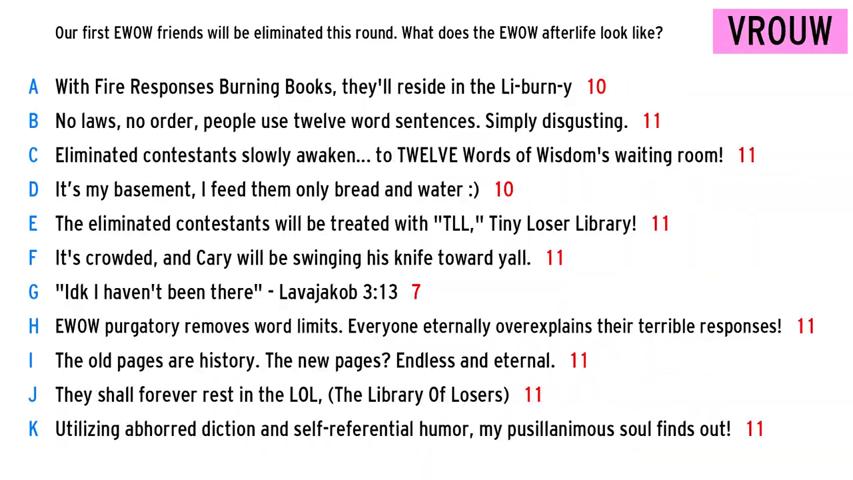 Our first EWOW friends will be eliminated this round. What does the EWOW afterlife look like?
VROUW
A With Fire Responses Burning Books, they'll reside in the Li-burn-y 10
B No laws, no order, people use twelve word sentences. Simply disgusting. 11
C Eliminated contestants slowly awaken... to TWELVE Words of Wisdom's waiting room! 11
D It's my basement, I feed them only bread and water :) 10
E The eliminated contestants will be treated with "TLL," Tiny Loser Library! 11
F It's crowded, and Cary will be swinging his knife toward yall. 11
G "Idk I haven't been there" - Lavajakob 3:13 7
H EWOW purgatory removes word limits. Everyone eternally overexplains their terrible responses! 11
I The old pages are history. The new pages? Endless and eternal. 11
J They shall forever rest in the LOL, (The Library Of Losers) 11
K Utilizing abhorred diction and self-referential humor, my pusillanimous soul finds out! 11